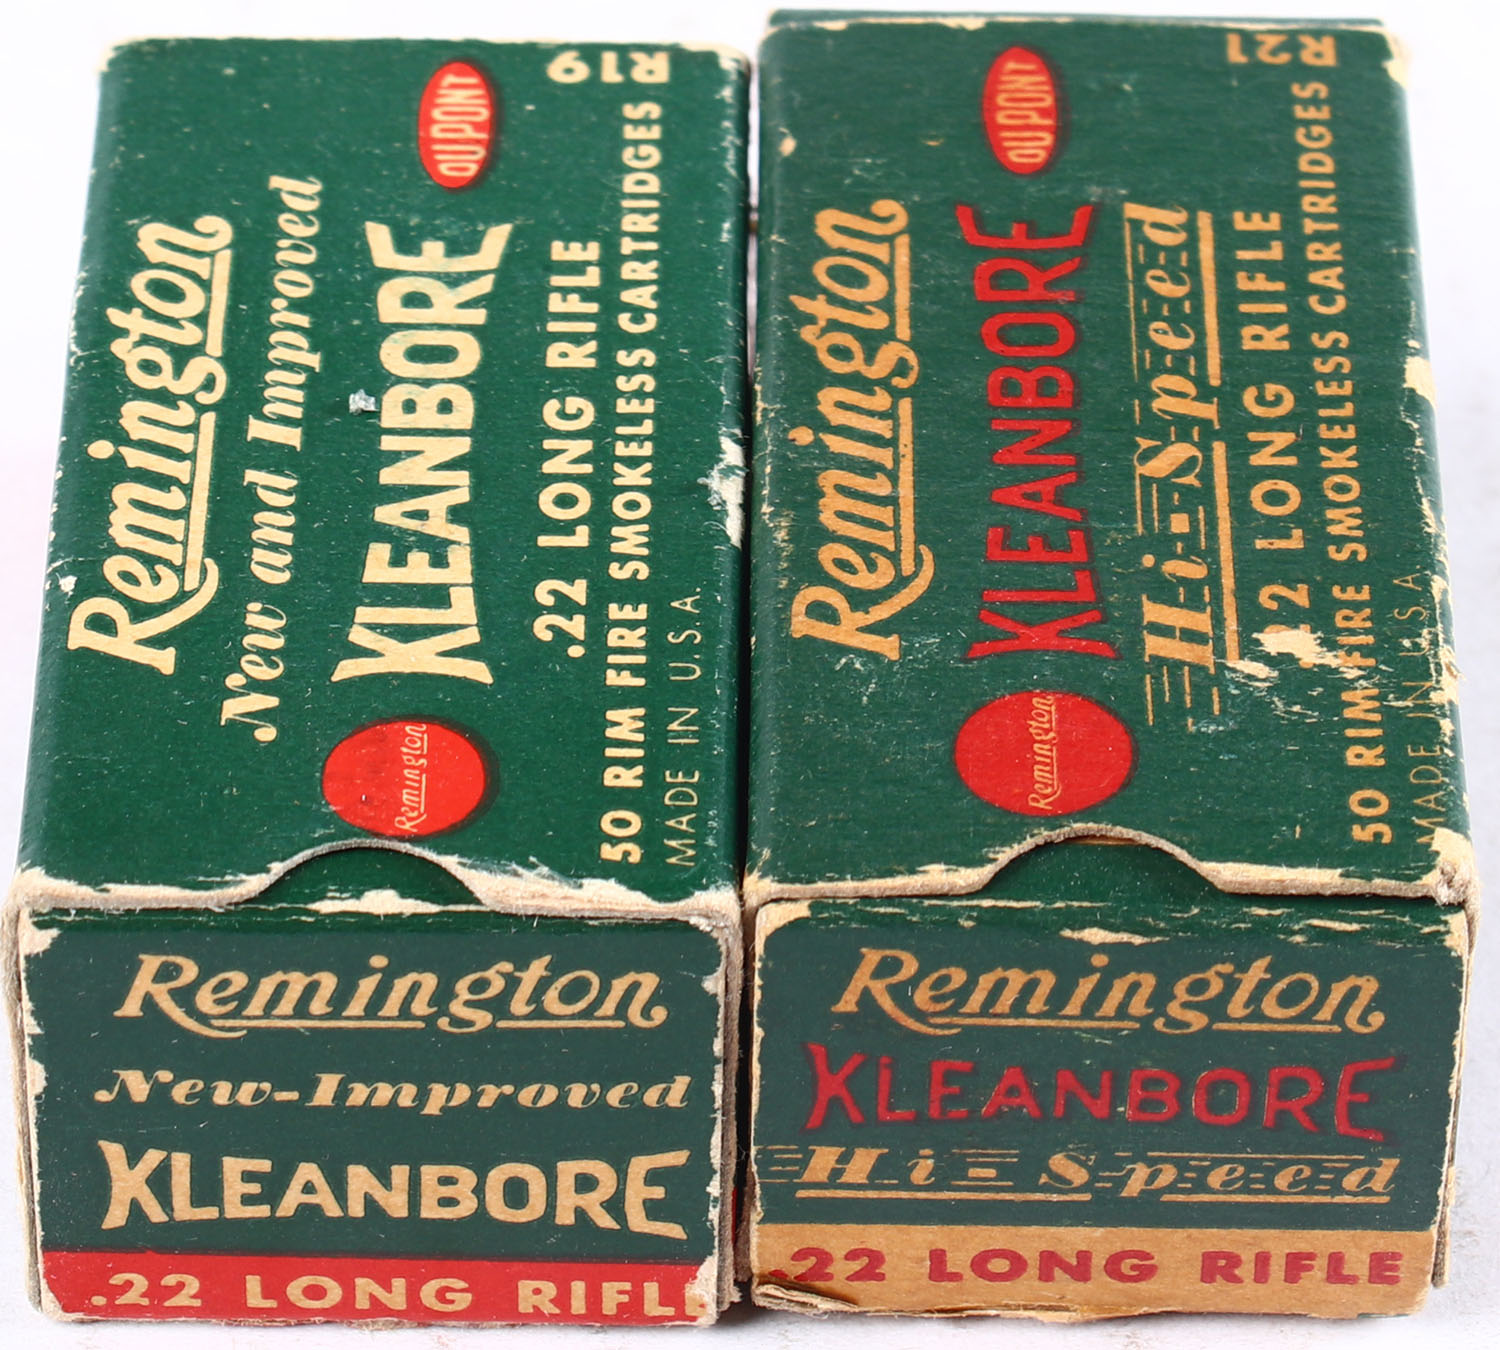 R19
Remington
New and Improved
KLEANBORE
DUPONT
Remington
.22 LONG RIFLE
50 RIM FIRE SMOKELESS CARTRIDGES
MADE IN U.S.A.
Remington
New-Improved
KLEANBORE
.22 LONG RIFLE
R21
Remington
KLEANBORE
DUPONT
Remington
Hi-Speed
.22 LONG RIFLE
50 RIM FIRE SMOKELESS CARTRIDGES
MADE IN U.S.A
Remington
KLEANBORE
Hi-Speed
.22 LONG RIFLE